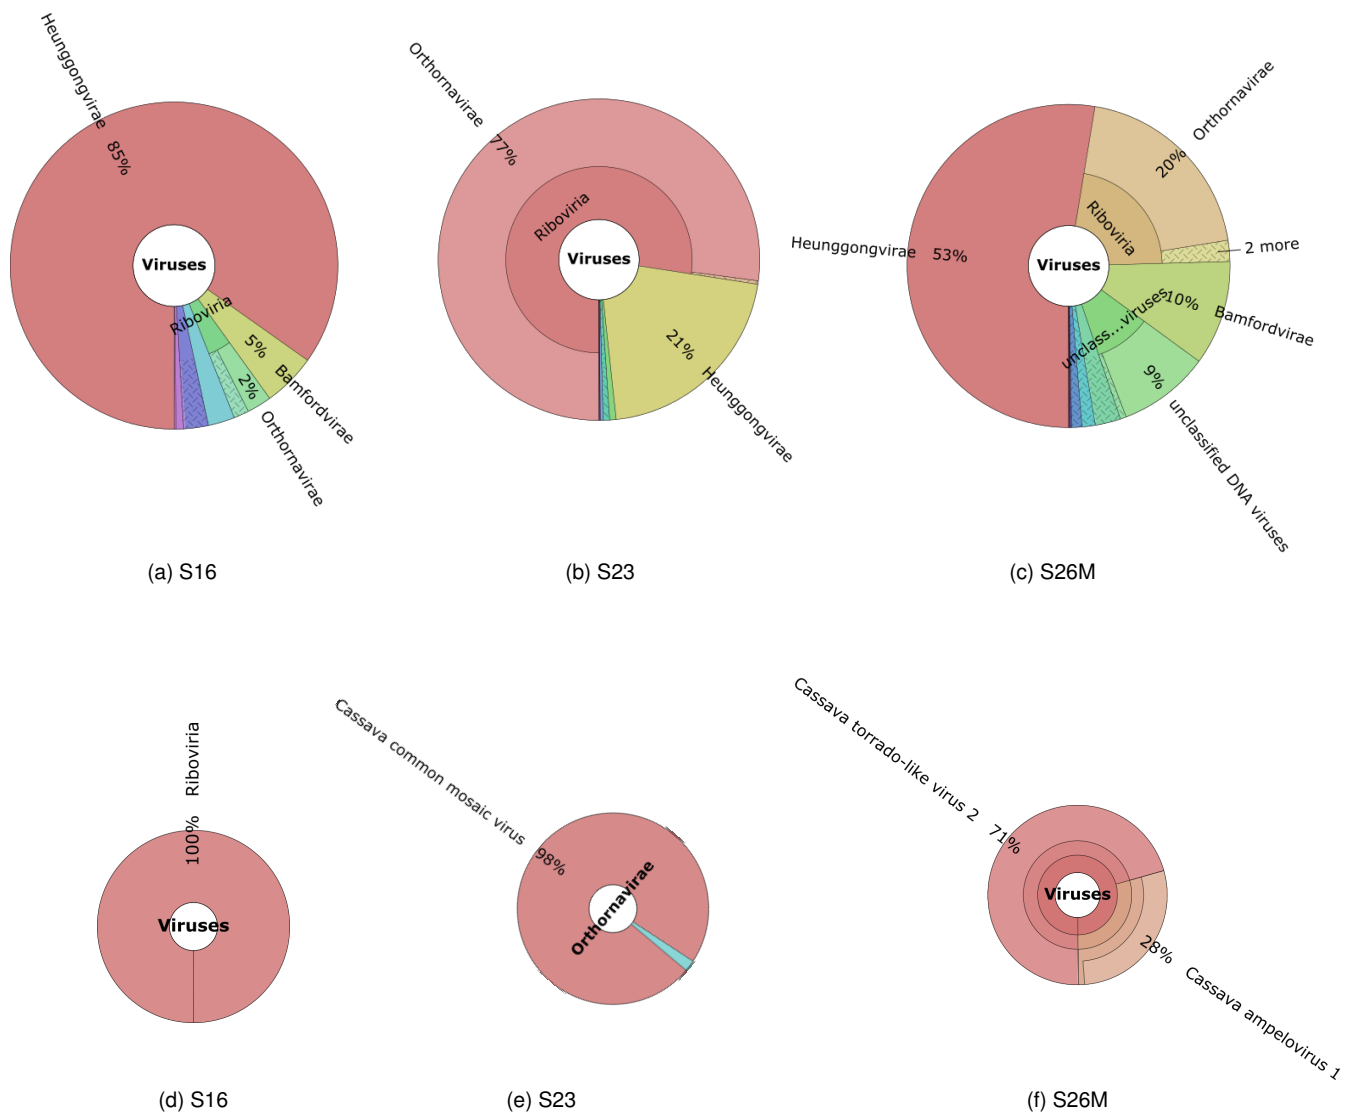 Heunggongvirae 85%
Viruses
Riboviria
5%
Bamfordvirae
2%
Orthornavirae
(a) S16
Orthornavirae 77%
Riboviria
Viruses
21%
Heunggongvirae
(b) S23
Orthornavirae
20%
Riboviria
2 more
Heunggongvirae 53%
Viruses
10%
Bamfordvirae
unclass...viruses
9%
unclassified DNA viruses
(c) S26M
100% Riboviria
Viruses
(d) S16
Cassava common mosaic virus 98%
Orthornavirae
(e) S23
Cassava torrado-like virus 2 71%
Viruses
28% Cassava ampelovirus 1
(f) S26M